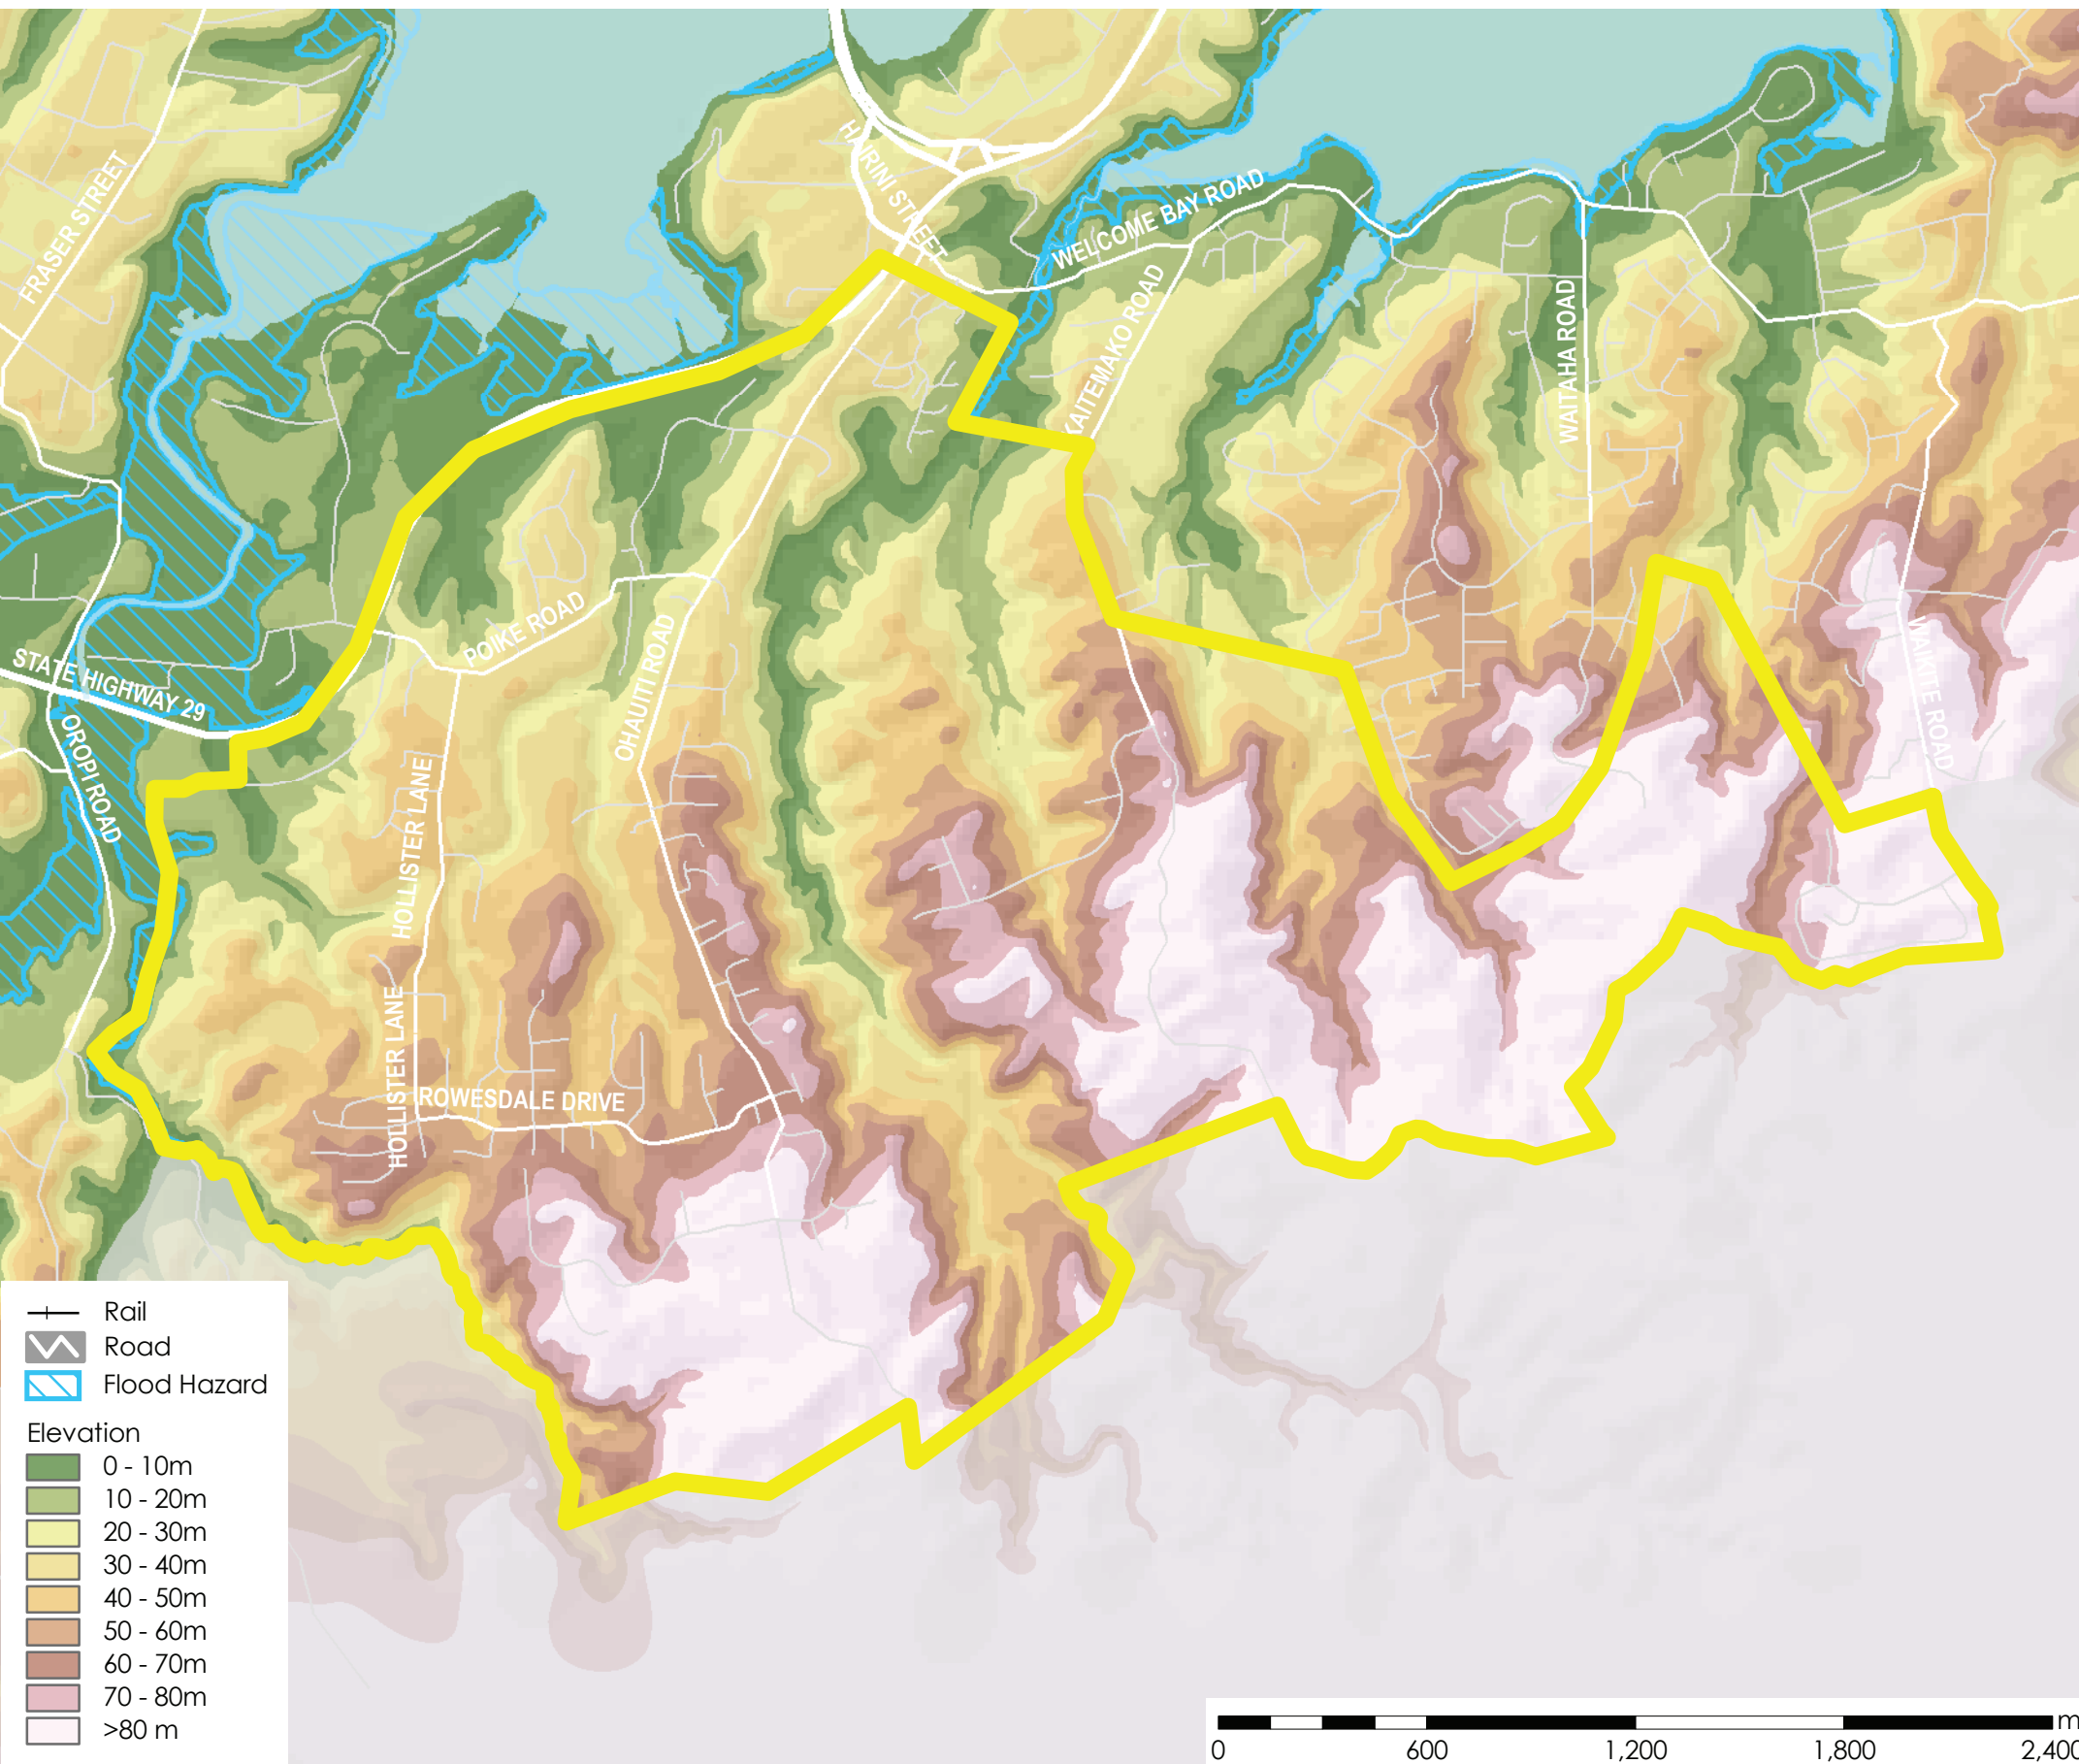 FRASER STREET
HAIRINI STREET
WELCOME BAY ROAD
KAITEMAKO ROAD
WAITAHA ROAD
POIKE ROAD
OHAUITI ROAD
STATE HIGHWAY 29
OROPI ROAD
HOLLISTER LANE
WAIKITE ROAD
HOLLISTER LANE
ROWESDALE DRIVE
Rail
Road
Flood Hazard
Elevation
0 - 10m
10 - 20m
20 - 30m
30 - 40m
40 - 50m
50 - 60m
60 - 70m
70 - 80m
>80 m
m
0 600 1,200 1,800 2,400